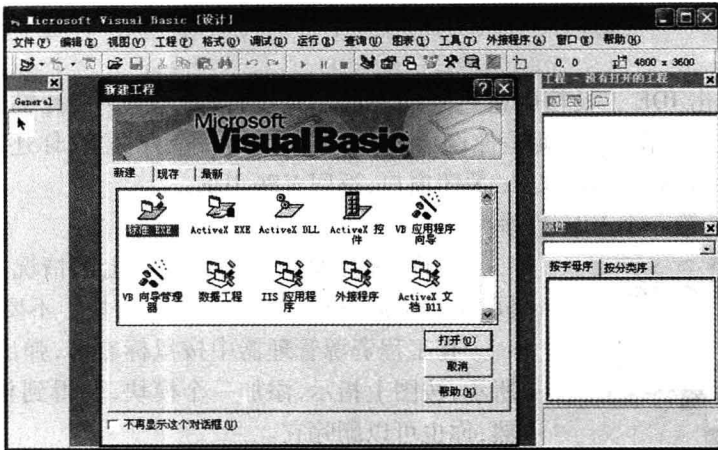 Microsoft Visual Basic [设计]
文件(F) 编辑(E) 视图(V) 工程(P) 格式(O) 调试(D) 运行(R) 查询(U) 图表(I) 工具(T) 外接程序(A) 窗口(W) 帮助(H)
0, 0 4800 x 3600
General
新建工程
Microsoft
Visual Basic
新建 现存 最新
标准 EXE ActiveX EXE ActiveX DLL ActiveX 控件 VB 应用程序向导
VB 向导管理器 数据工程 IIS 应用程序 外接程序 ActiveX 文档 Dll
打开(O)
取消
帮助(H)
不再显示这个对话框(D)
工程 - 没有打开的工程
属性
按字母序 按分类序